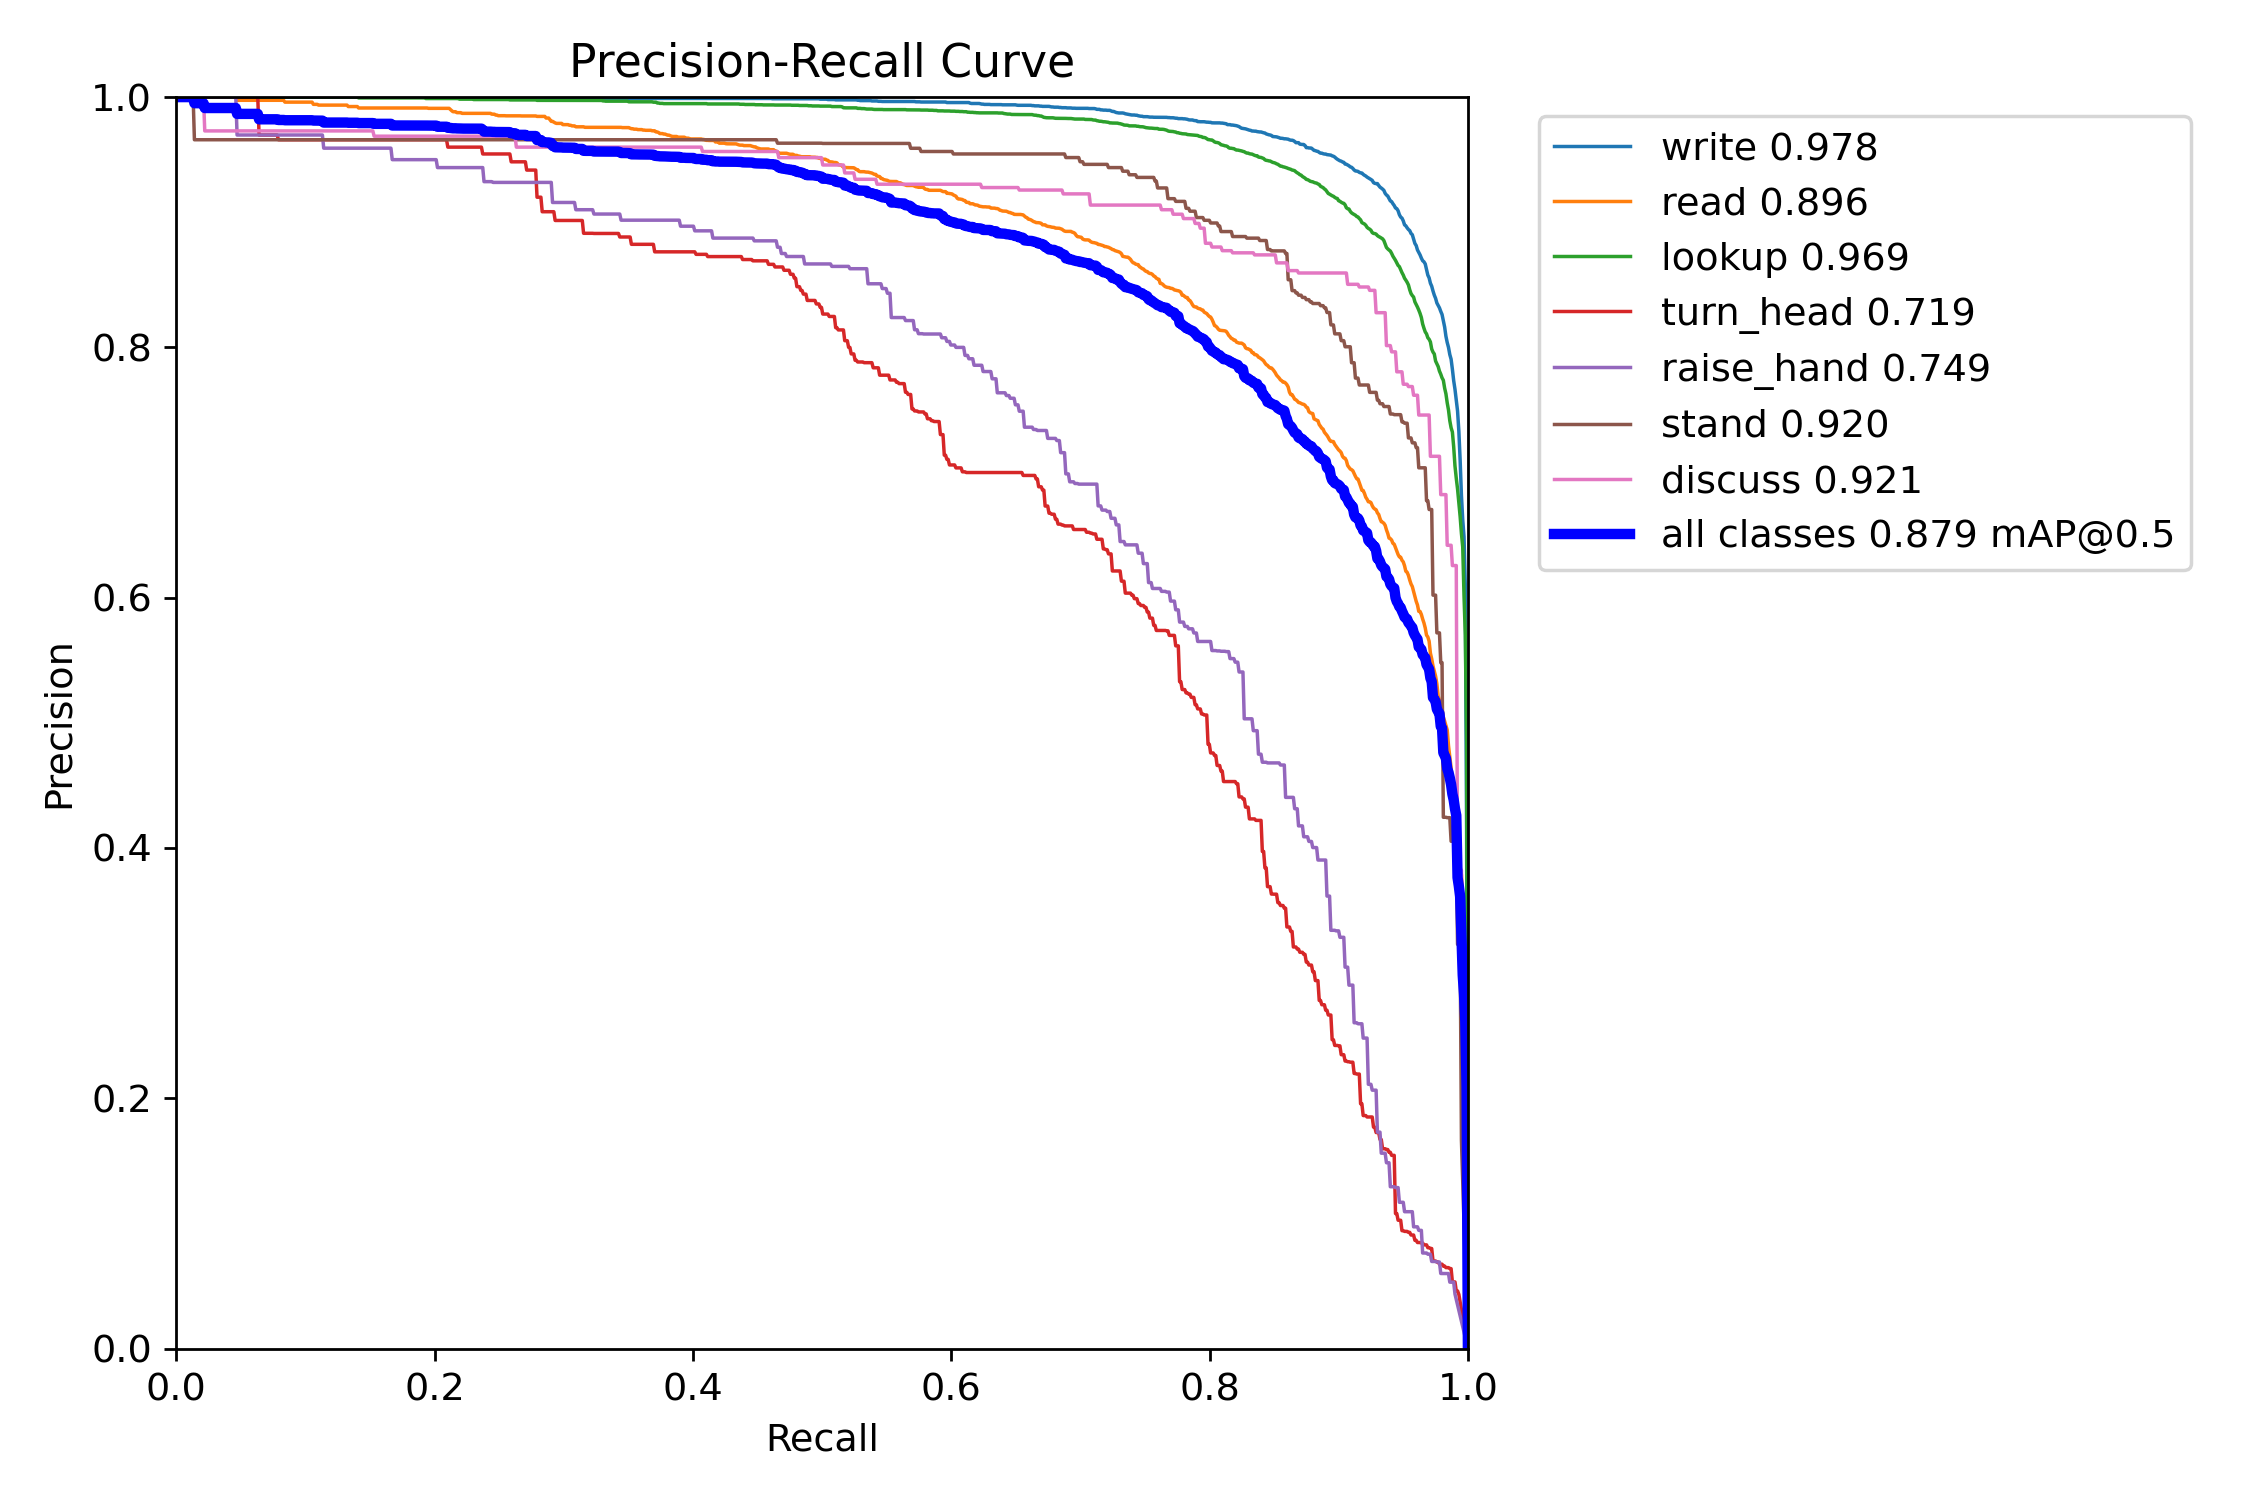 Precision-Recall Curve
1.0
0.8
0.6
0.4
0.2
0.0
Precision
0.0 0.2 0.4 0.6 0.8 1.0
Recall
write 0.978
read 0.896
lookup 0.969
turn_head 0.719
raise_hand 0.749
stand 0.920
discuss 0.921
all classes 0.879 mAP@0.5